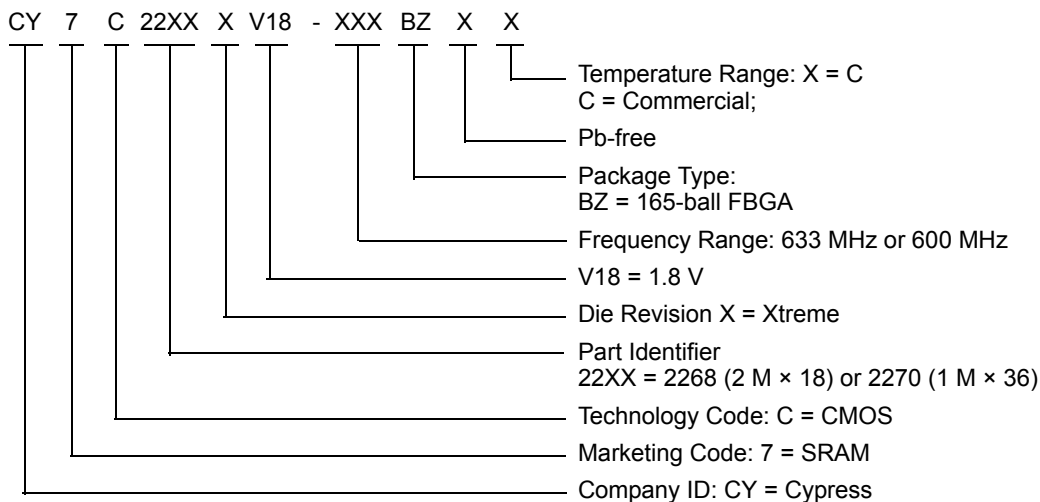 CY 7 C 22XX X V18 - XXX BZ X X
Temperature Range: X = C
C = Commercial;
Pb-free
Package Type:
BZ = 165-ball FBGA
Frequency Range: 633 MHz or 600 MHz
V18 = 1.8 V
Die Revision X = Xtreme
Part Identifier
22XX = 2268 (2 M × 18) or 2270 (1 M × 36)
Technology Code: C = CMOS
Marketing Code: 7 = SRAM
Company ID: CY = Cypress